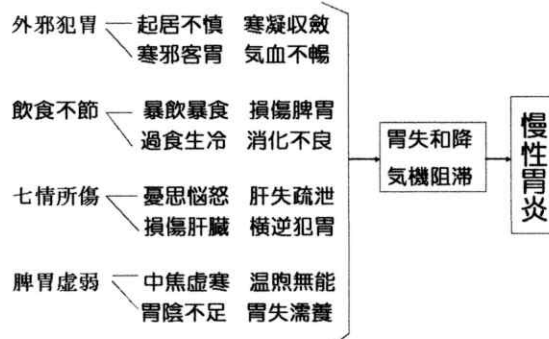 外邪犯胃 起居不慎 寒凝収斂
寒邪客胃 気血不暢
飲食不節 暴飲暴食 損傷脾胃
過食生冷 消化不良
七情所傷 憂思悩怒 肝失疏泄
損傷肝臓 横逆犯胃
脾胃虚弱 中焦虚寒 温煦無能
胃陰不足 胃失濡養
胃失和降
気機阻滞
慢性胃炎